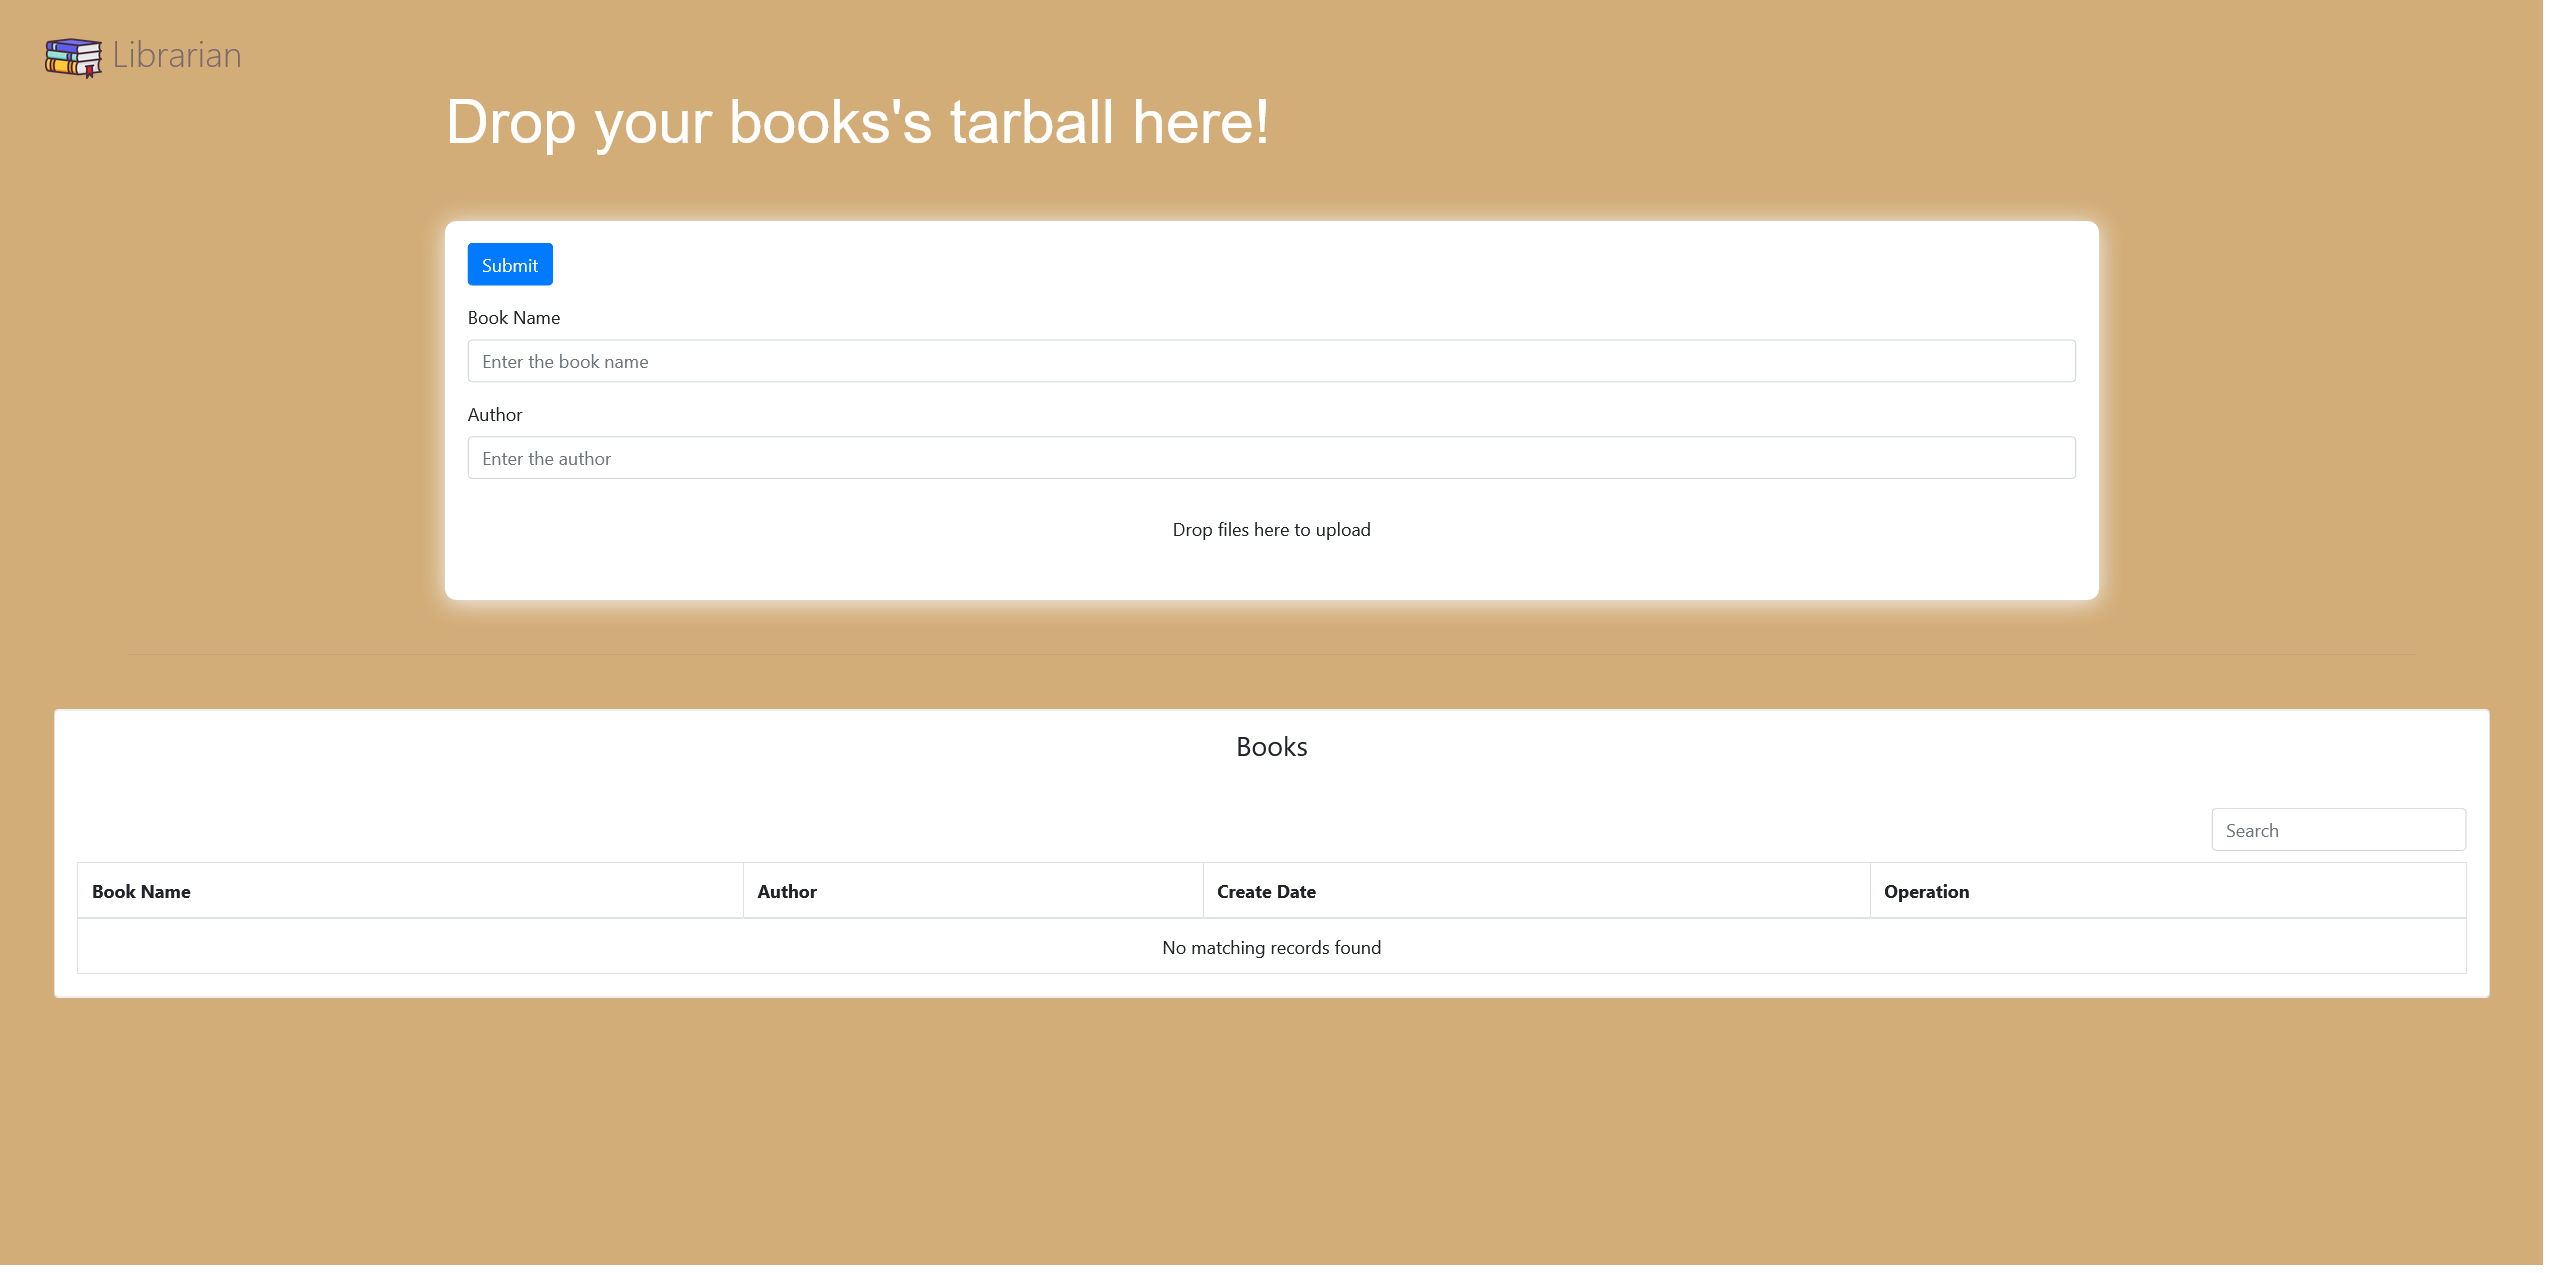 Librarian
Drop your books's tarball here!
Submit
Book Name
Enter the book name
Author
Enter the author
Drop files here to upload
Books
Search
Book Name Author Create Date Operation
No matching records found